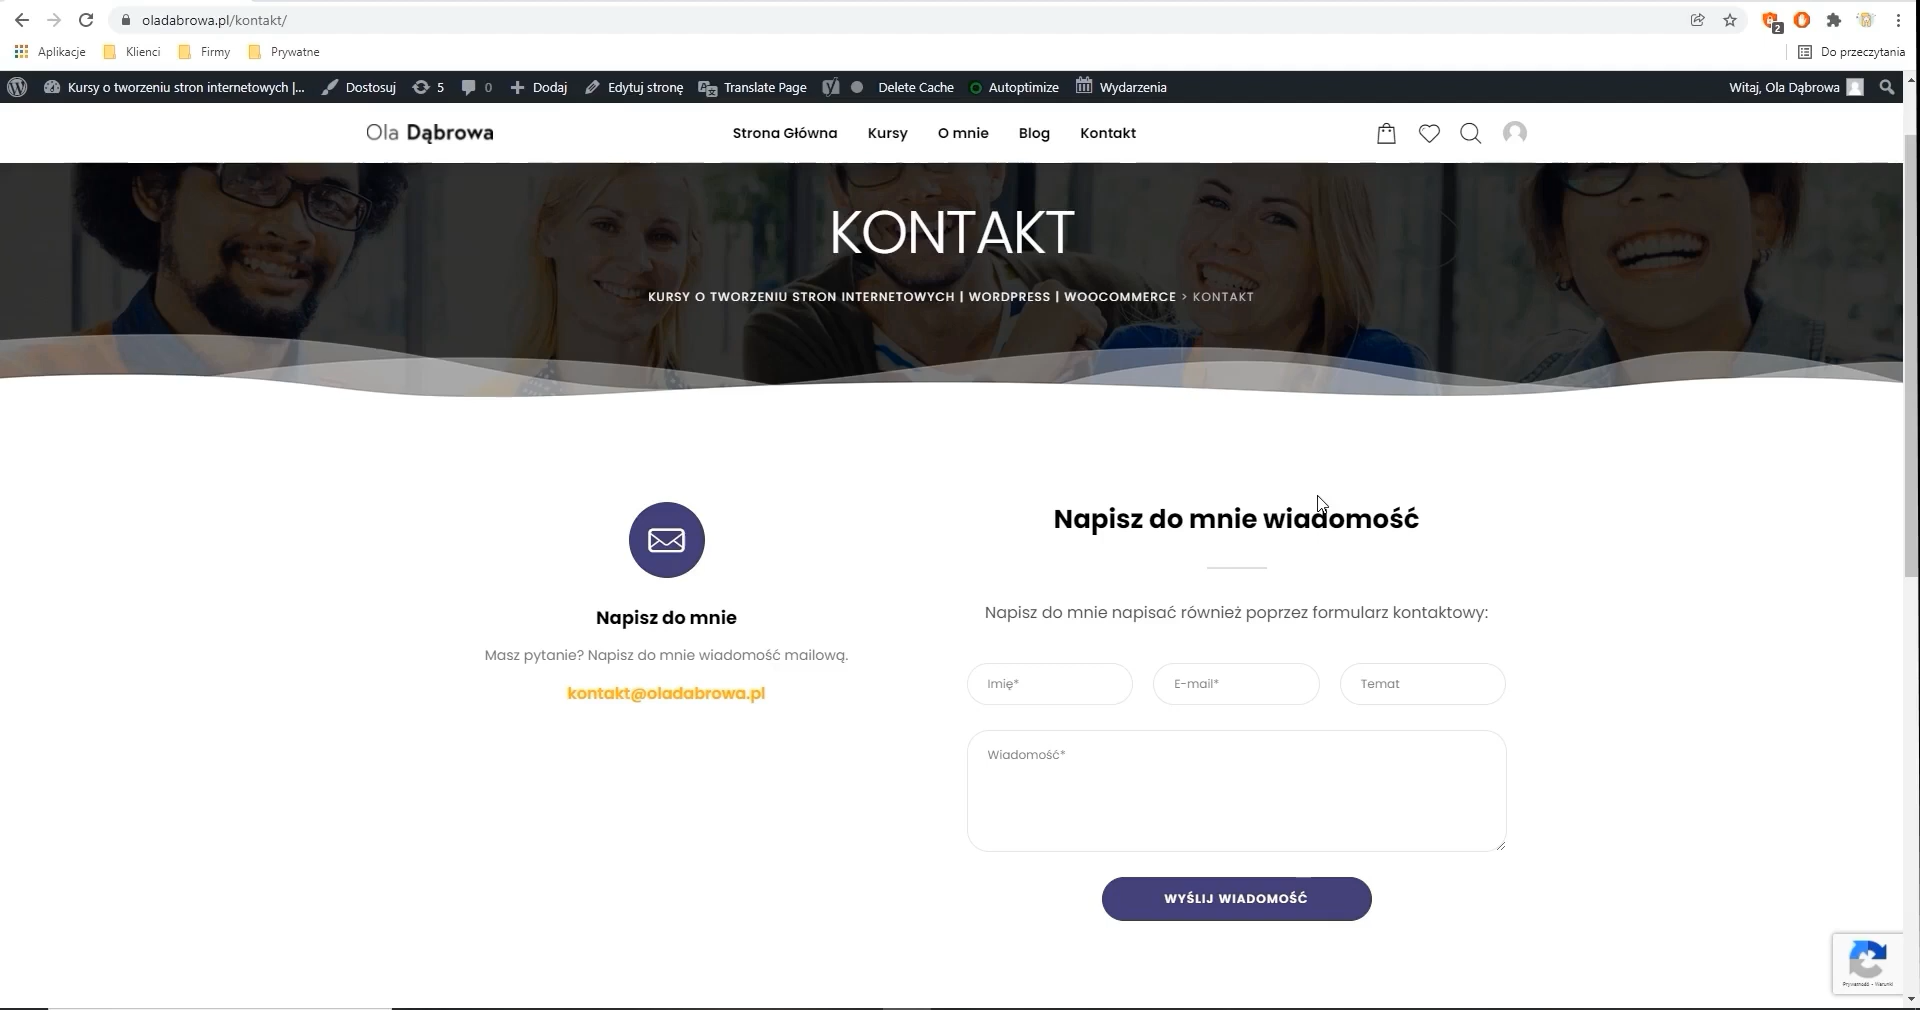 oladabrowa.pl/kontakt/
2
Aplikacje Klienci Firmy Prywatne Do przeczytania
Kursy o tworzeniu stron internetowych |... Dostosuj 5 0 Dodaj Edytuj stronę Translate Page Delete Cache Autoptimize Wydarzenia Witaj, Ola Dąbrowa
Ola Dąbrowa Strona Główna Kursy O mnie Blog Kontakt
KONTAKT
KURSY O TWORZENIU STRON INTERNETOWYCH | WORDPRESS | WOOCOMMERCE > KONTAKT
Napisz do mnie
Masz pytanie? Napisz do mnie wiadomość mailową.
kontakt@oladabrowa.pl
Napisz do mnie wiadomość
Napisz do mnie napisać również poprzez formularz kontaktowy:
Imię* E-mail* Temat
Wiadomość*
WYŚLIJ WIADOMOŚĆ
Prywatność - Warunki